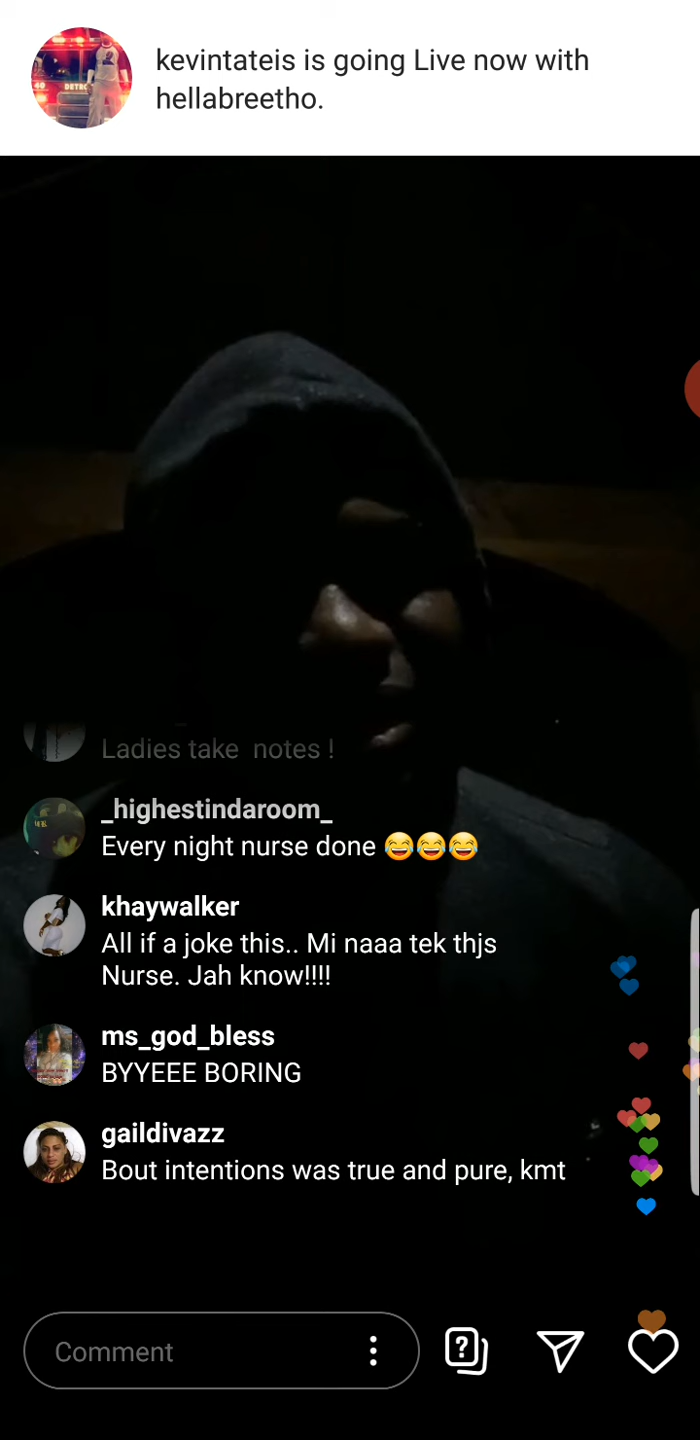 kevintateis is going Live now with
hellabreetho.
Ladies take notes !
_highestindaroom_
Every night nurse done 😂😂😂
khaywalker
All if a joke this.. Mi naaa tek thjs
Nurse. Jah know!!!!
ms_god_bless
BYYEEE BORING
gaildivazz
Bout intentions was true and pure, kmt
Comment